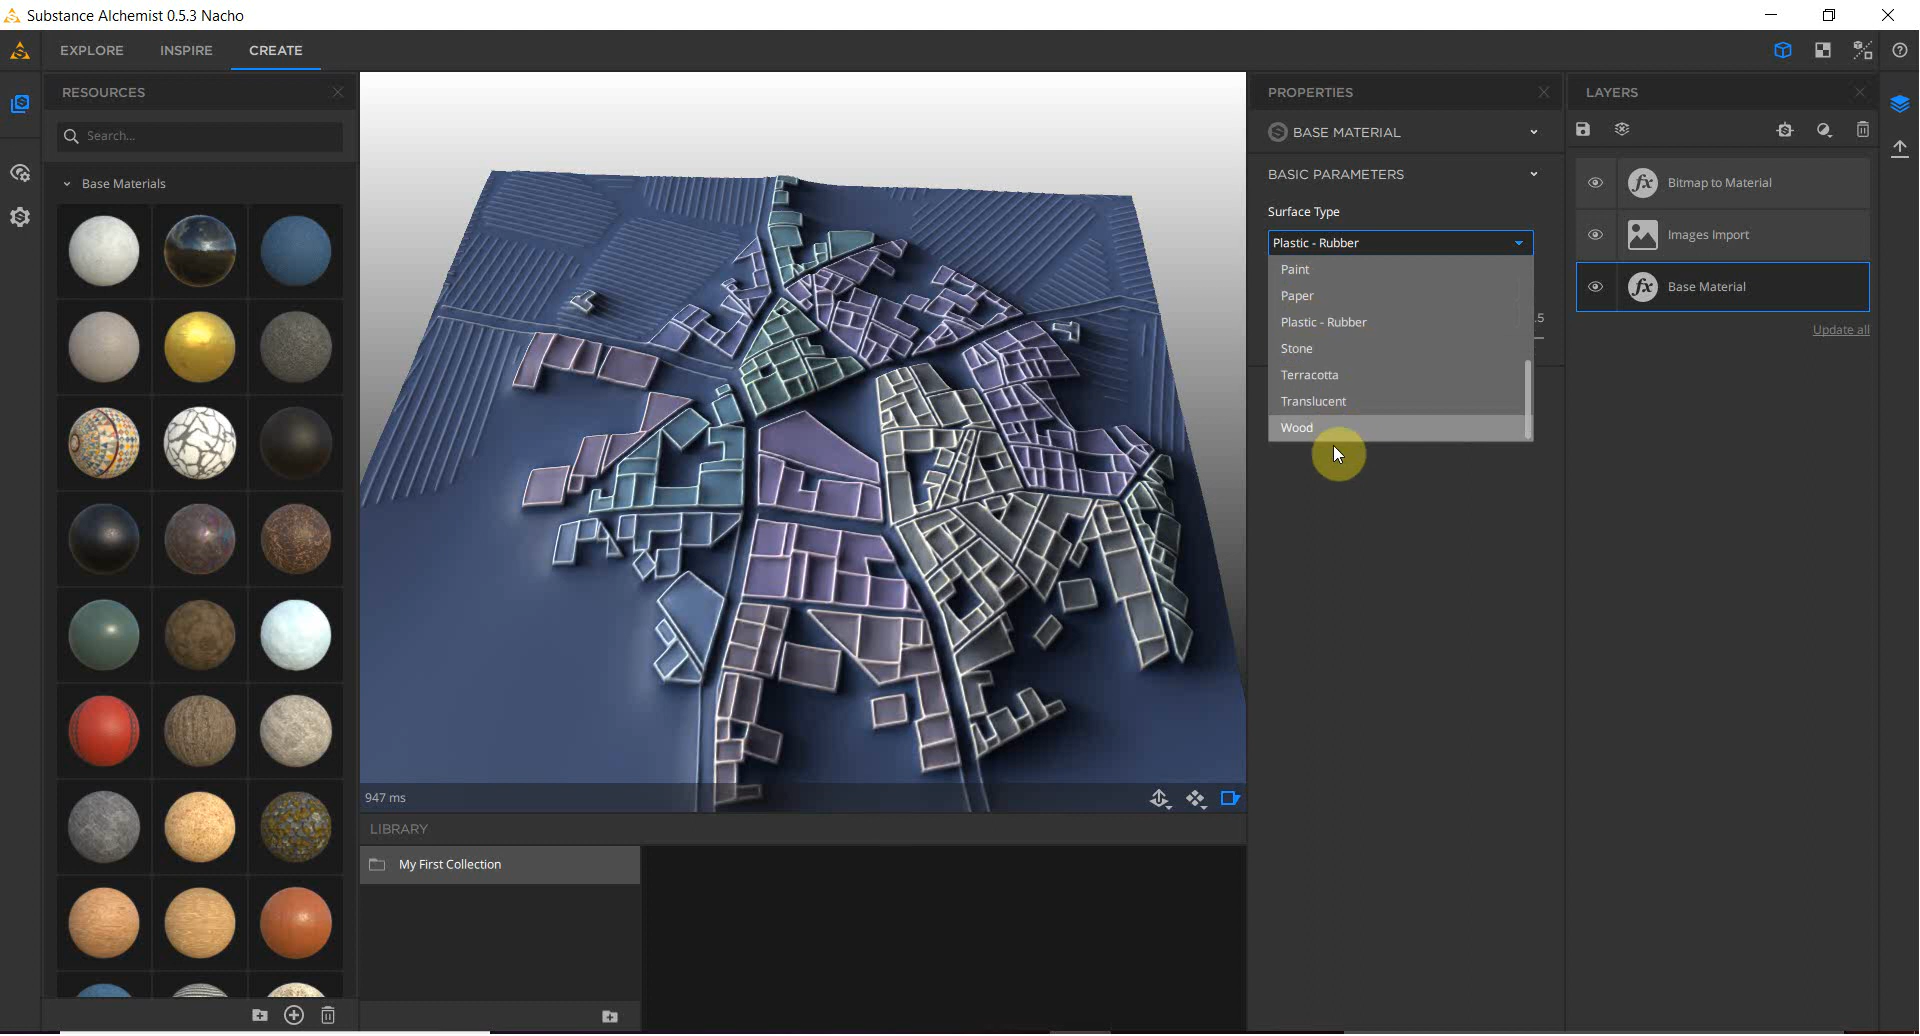 Substance Alchemist 0.5.3 Nacho
EXPLORE
INSPIRE
CREATE
RESOURCES
Search...
Base Materials
947 ms
LIBRARY
My First Collection
PROPERTIES
BASE MATERIAL
BASIC PARAMETERS
Surface Type
Plastic - Rubber
Paint
Paper
Plastic - Rubber
Stone
Terracotta
Translucent
Wood
.5
LAYERS
Bitmap to Material
Images Import
Base Material
Update all